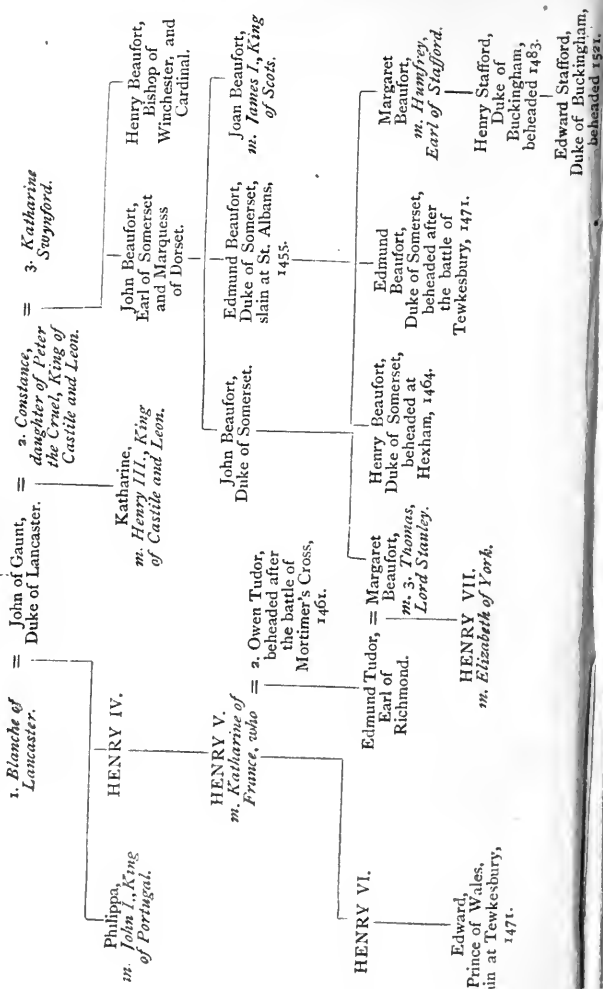 1. Blanche of
Lancaster.
=
John of Gaunt,
Duke of Lancaster.
=
2. Constance,
daughter of Peter
the Cruel, King of
Castile and Leon.
=
3. Katharine
Swynford.
Philippa,
m. John I., King
of Portugal.
HENRY IV.
Katharine,
m. Henry III., King
of Castile and Leon.
John Beaufort,
Earl of Somerset
and Marquess
of Dorset.
Henry Beaufort,
Bishop of
Winchester, and
Cardinal.
HENRY V.
m. Katharine of
France, who
=
2. Owen Tudor,
beheaded after
the battle of
Mortimer's Cross,
1461.
John Beaufort,
Duke of Somerset.
Edmund Beaufort,
Duke of Somerset,
slain at St. Albans,
1455.
Joan Beaufort,
m. James I., King
of Scots.
HENRY VI.
Edmund Tudor,
Earl of
Richmond.
=
Margaret
Beaufort,
m. 3. Thomas,
Lord Stanley.
Henry Beaufort,
Duke of Somerset,
beheaded at
Hexham, 1464.
Edmund
Beaufort,
Duke of Somerset,
beheaded after
the battle of
Tewkesbury, 1471.
Margaret
Beaufort,
m. Humfrey,
Earl of Stafford.
Edward,
Prince of Wales,
in at Tewkesbury,
1471.
HENRY VII.
m. Elizabeth of York.
Henry Stafford,
Duke of
Buckingham,
beheaded 1483.
Edward Stafford,
Duke of Buckingham,
beheaded 1521.